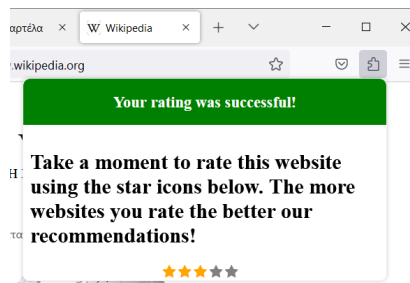 αρτέλα
W Wikipedia
.wikipedia.org
Your rating was successful!
Take a moment to rate this website
using the star icons below. The more
websites you rate the better our
recommendations!